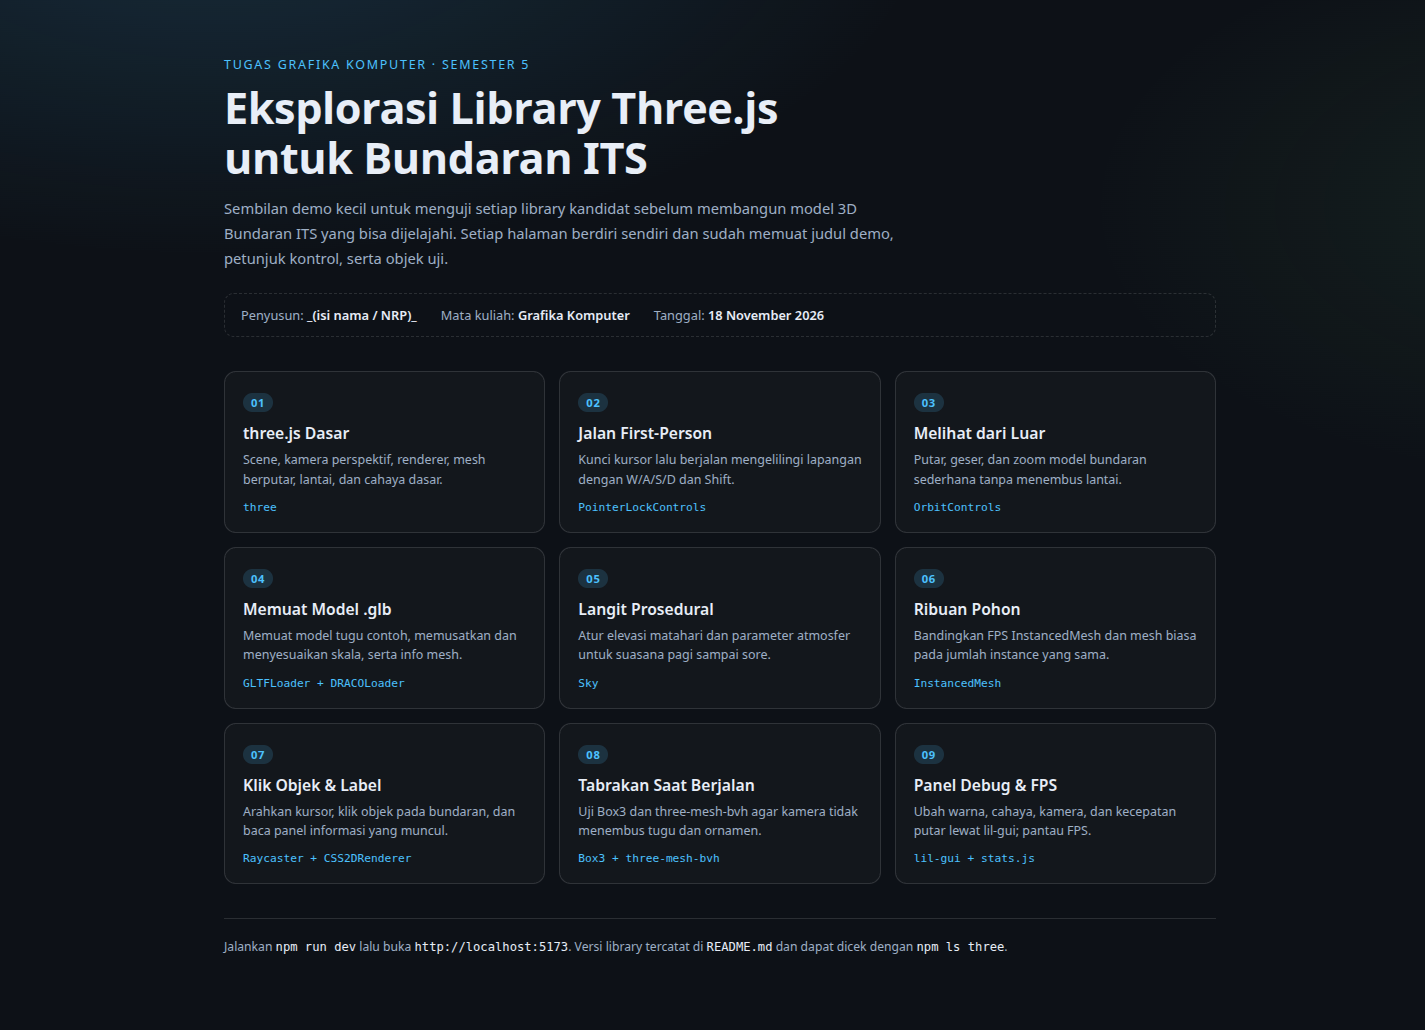 TUGAS GRAFIKA KOMPUTER · SEMESTER 5
Eksplorasi Library Three.js
untuk Bundaran ITS
Sembilan demo kecil untuk menguji setiap library kandidat sebelum membangun model 3D
Bundaran ITS yang bisa dijelajahi. Setiap halaman berdiri sendiri dan sudah memuat judul demo,
petunjuk kontrol, serta objek uji.
Penyusun: _(isi nama / NRP)_ Mata kuliah: Grafika Komputer Tanggal: 18 November 2026
01
three.js Dasar
Scene, kamera perspektif, renderer, mesh
berputar, lantai, dan cahaya dasar.
three
02
Jalan First-Person
Kunci kursor lalu berjalan mengelilingi lapangan
dengan W/A/S/D dan Shift.
PointerLockControls
03
Melihat dari Luar
Putar, geser, dan zoom model bundaran
sederhana tanpa menembus lantai.
OrbitControls
04
Memuat Model .glb
Memuat model tugu contoh, memusatkan dan
menyesuaikan skala, serta info mesh.
GLTFLoader + DRACOLoader
05
Langit Prosedural
Atur elevasi matahari dan parameter atmosfer
untuk suasana pagi sampai sore.
Sky
06
Ribuan Pohon
Bandingkan FPS InstancedMesh dan mesh biasa
pada jumlah instance yang sama.
InstancedMesh
07
Klik Objek & Label
Arahkan kursor, klik objek pada bundaran, dan
baca panel informasi yang muncul.
Raycaster + CSS2DRenderer
08
Tabrakan Saat Berjalan
Uji Box3 dan three-mesh-bvh agar kamera tidak
menembus tugu dan ornamen.
Box3 + three-mesh-bvh
09
Panel Debug & FPS
Ubah warna, cahaya, kamera, dan kecepatan
putar lewat lil-gui; pantau FPS.
lil-gui + stats.js
Jalankan npm run dev lalu buka http://localhost:5173. Versi library tercatat di README.md dan dapat dicek dengan npm ls three.